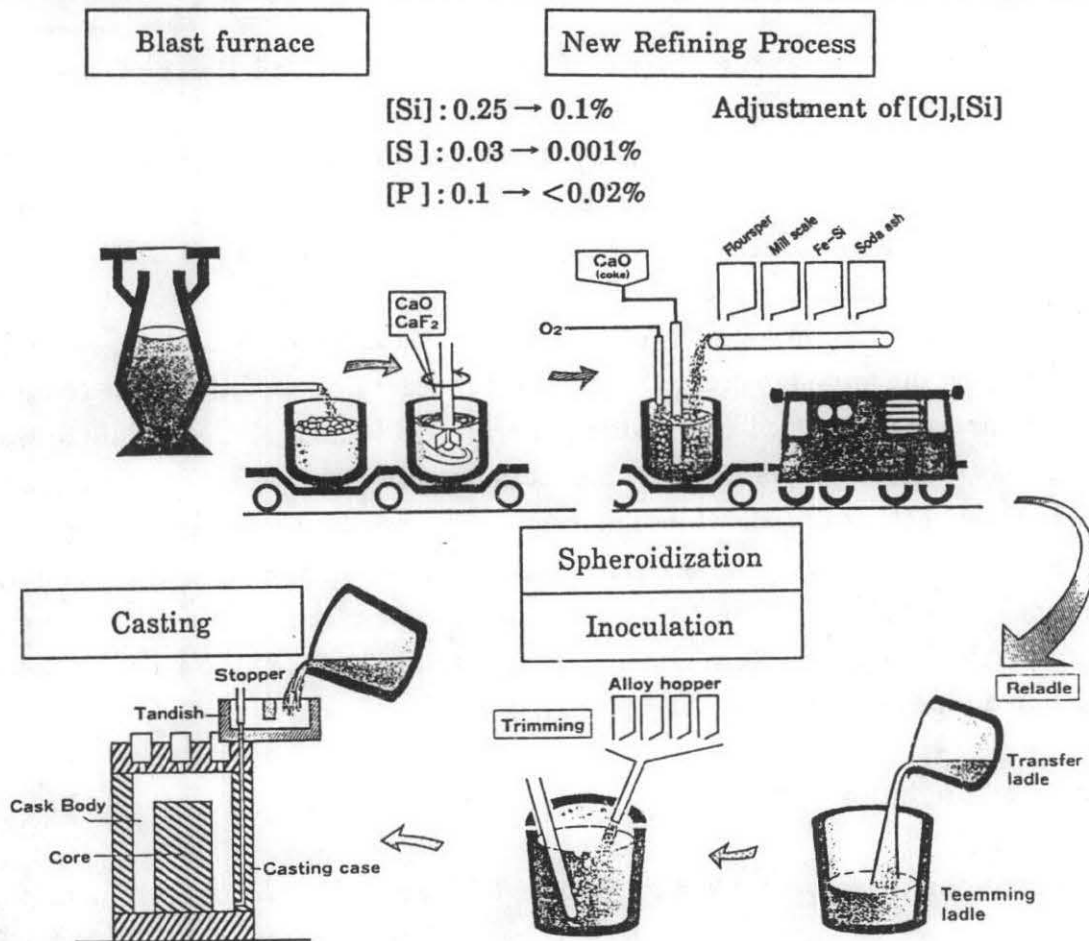 Blast furnace
New Refining Process
[Si] : 0.25 → 0.1%
Adjustment of [C],[Si]
[S ] : 0.03 → 0.001%
[P ] : 0.1 → <0.02%
Floursper
Mill scale
Fe-Si
Soda ash
CaO
(coke)
CaO
CaF₂
O₂
Spheroidization
Inoculation
Casting
Stopper
Tandish
Alloy hopper
Trimming
Reladle
Transfer
ladle
Cask Body
Core
Casting case
Teemming
ladle